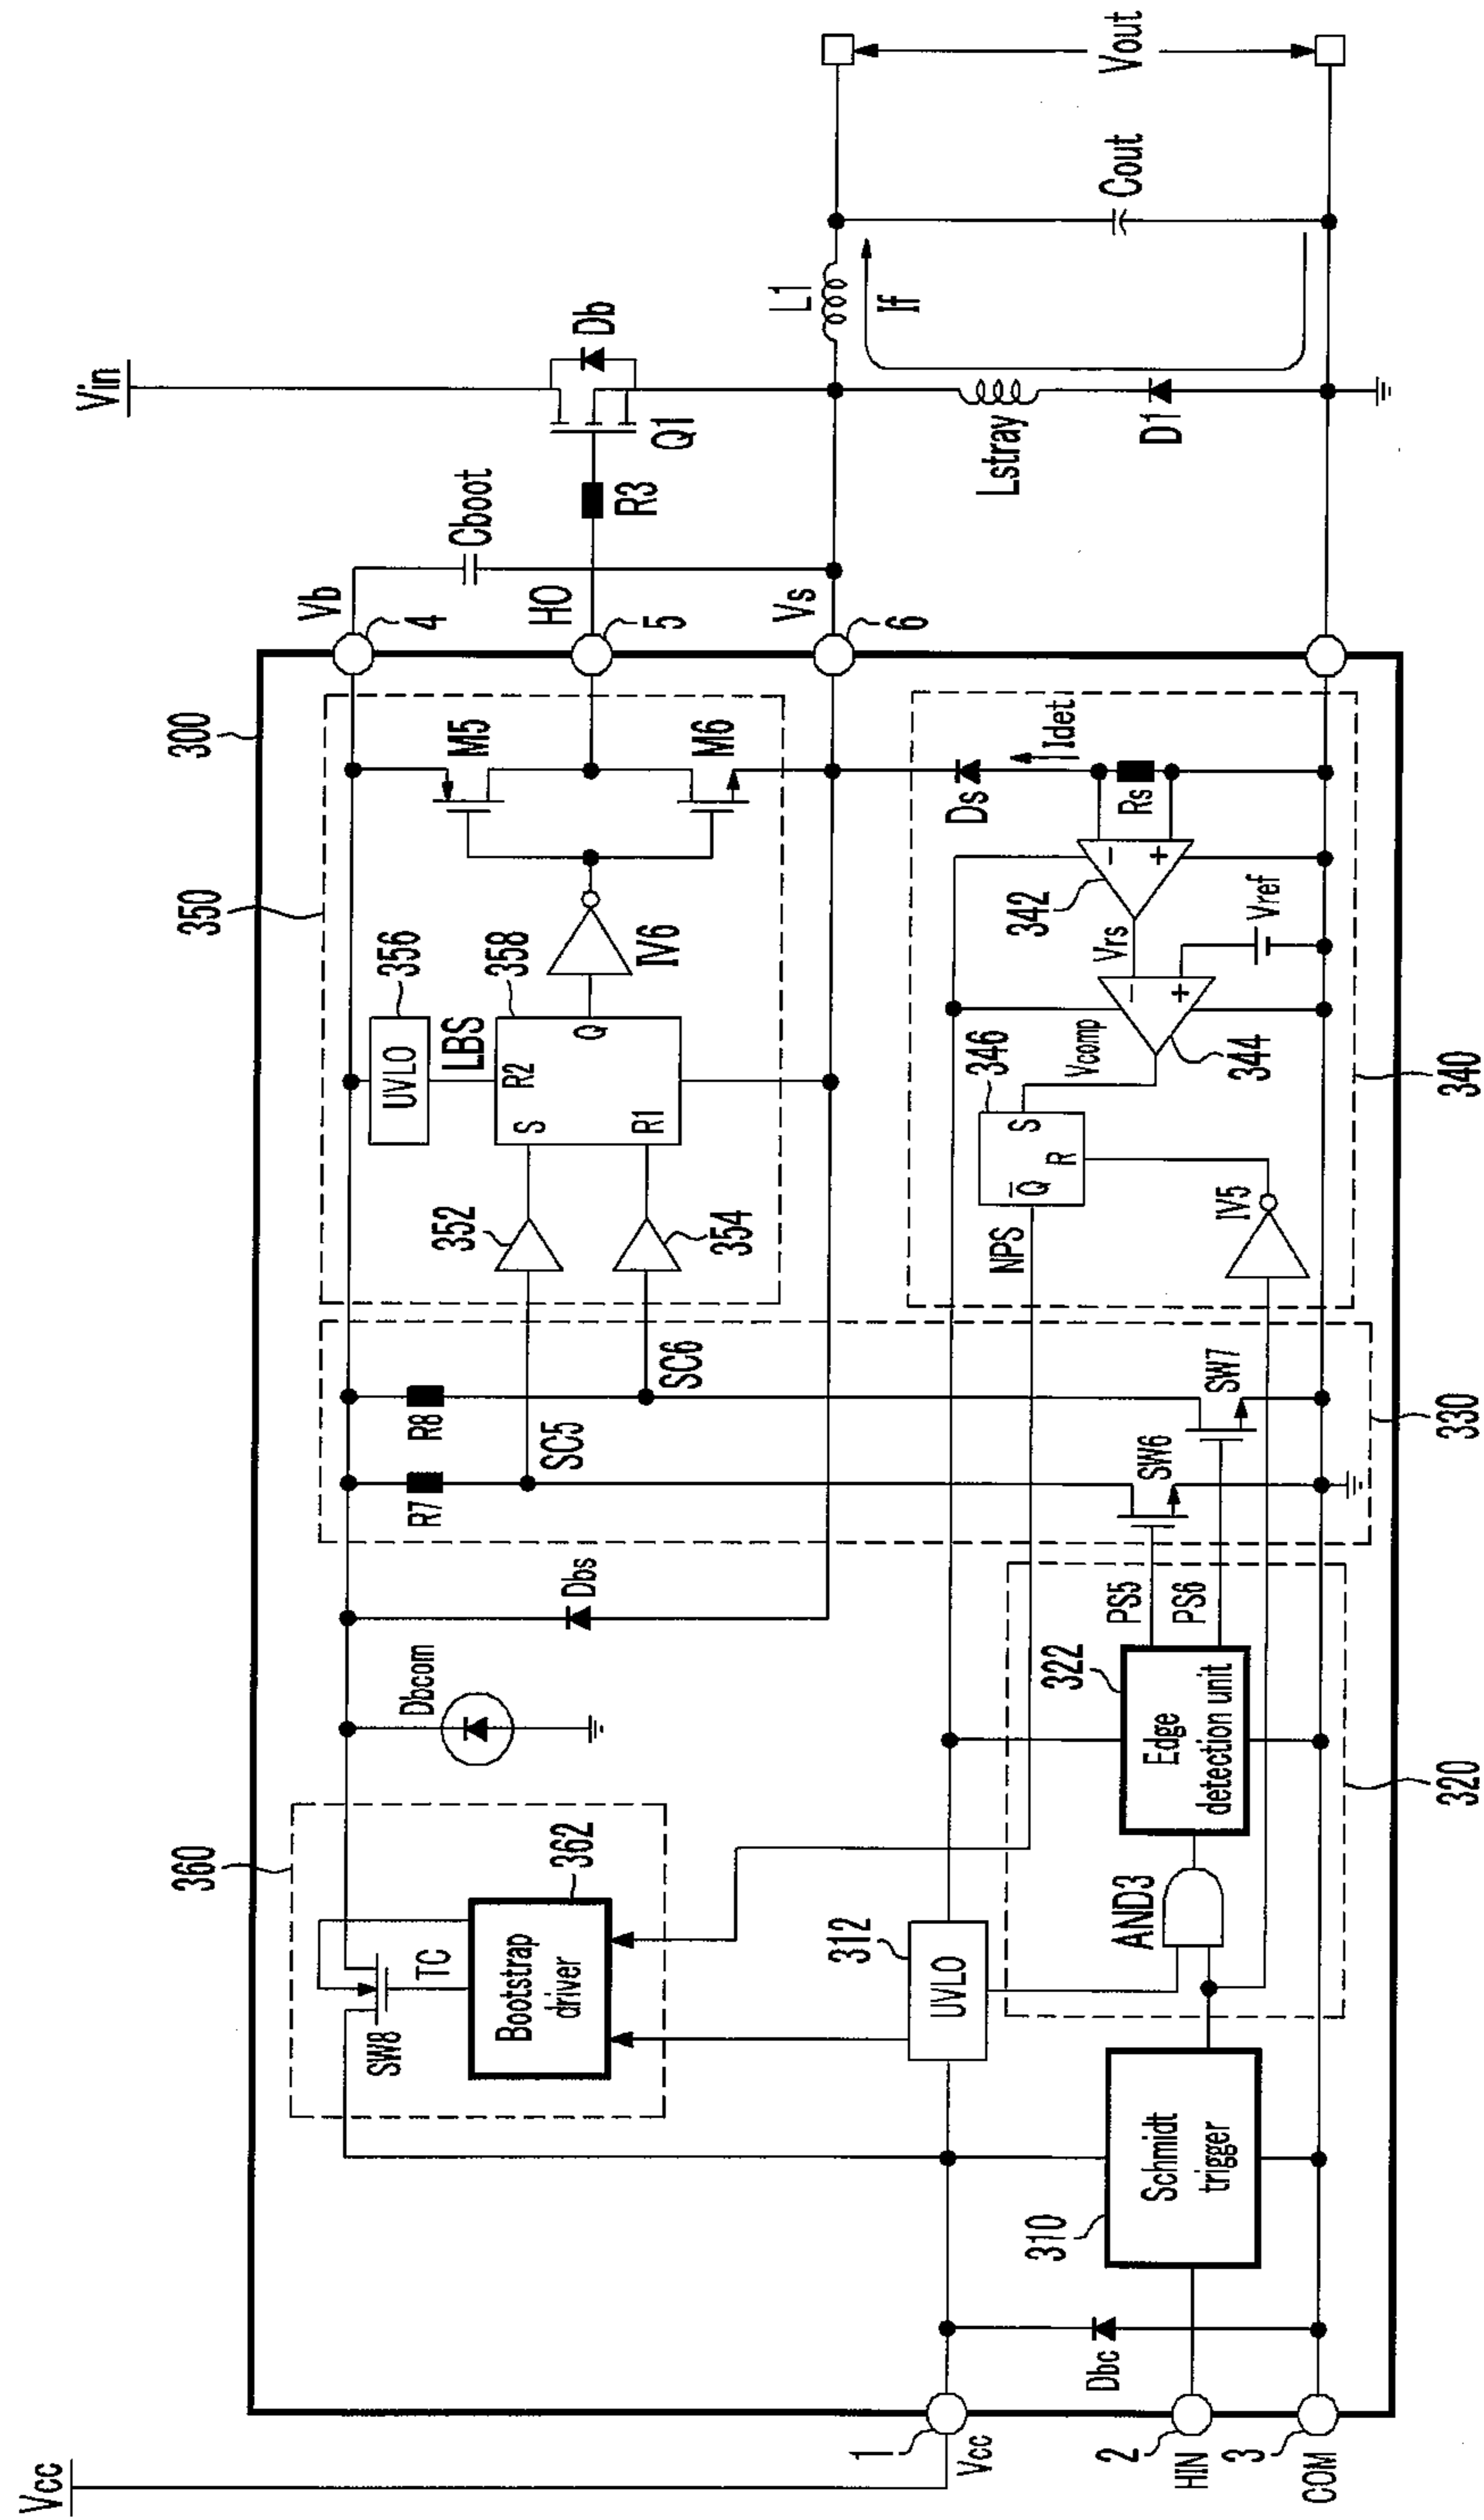 Vcc
Vin
300
360
350
Vb
4
Cboot
HO
5
R3
Q1
Db
Vs
6
L1
If
Lstray
D1
Cout
Vout
SW8
TC
362
Bootstrap
driver
Dbcom
Dbs
R7
R8
SC5
SC6
352
354
UVLO
356
LBS
358
S
R2
R1
Q
IV6
M5
M6
312
UVLO
NPS
346
Q̅
S
R
Vcomp
344
Vrs
342
Vref
Ds
Idet
Rs
IV5
340
SW6
SW7
330
PS5
PS6
322
Edge
detection unit
AND3
320
310
Schmidt
trigger
Dbc
1
Vcc
2
HIN
3
COM
−
+
−
+